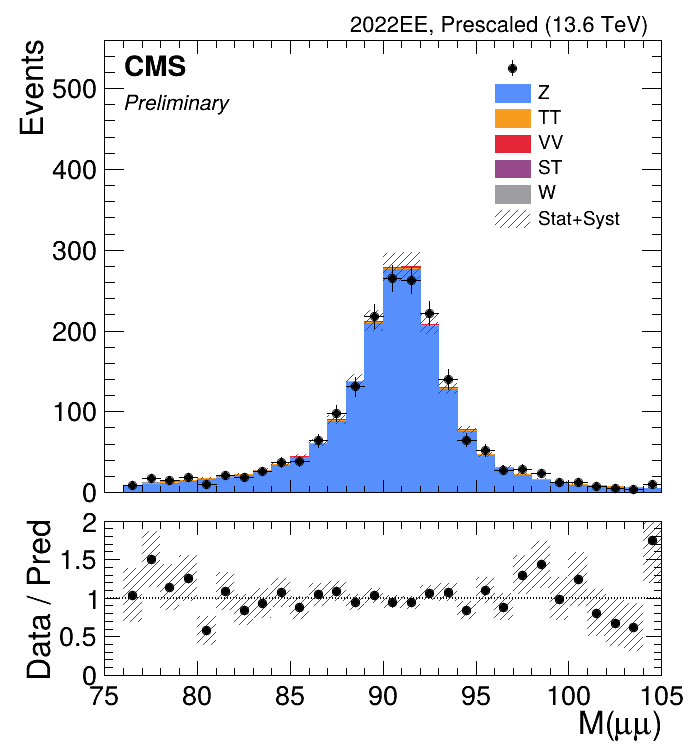 2022EE, Prescaled (13.6 TeV)
CMS
Preliminary
Events
500
400
300
200
100
0
Z
TT
VV
ST
W
Stat+Syst
Data / Pred
2
1.5
1
0.5
0
75 80 85 90 95 100 105
M(μμ)